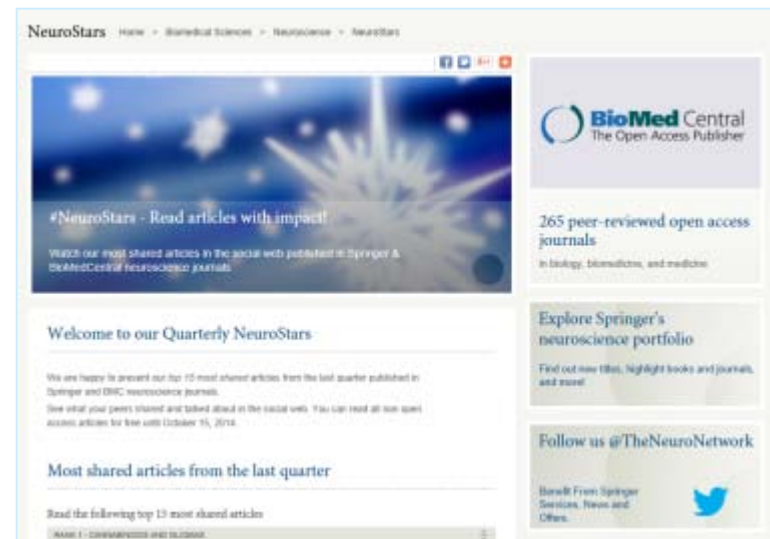 NeuroStars Home > Biomedical Sciences > Neuroscience > NeuroStars
#NeuroStars - Read articles with impact!
Watch our most shared articles in the social web published in Springer &
BioMedCentral neuroscience journals
Welcome to our Quarterly NeuroStars
We are happy to present our top 15 most shared articles from the last quarter published in
Springer and BMC neuroscience journals.
See what your peers shared and talked about in the social web. You can read all non open
access articles for free until October 15, 2014.
Most shared articles from the last quarter
Read the following top 15 most shared articles
RANK 1 - CANNABINOIDS AND GLIOMAS
BioMed Central
The Open Access Publisher
265 peer-reviewed open access
journals
in biology, biomedicine, and medicine
Explore Springer's
neuroscience portfolio
Find out new titles, highlight books and journals,
and more!
Follow us @TheNeuroNetwork
Benefit From Springer
Services, News and
Offers.